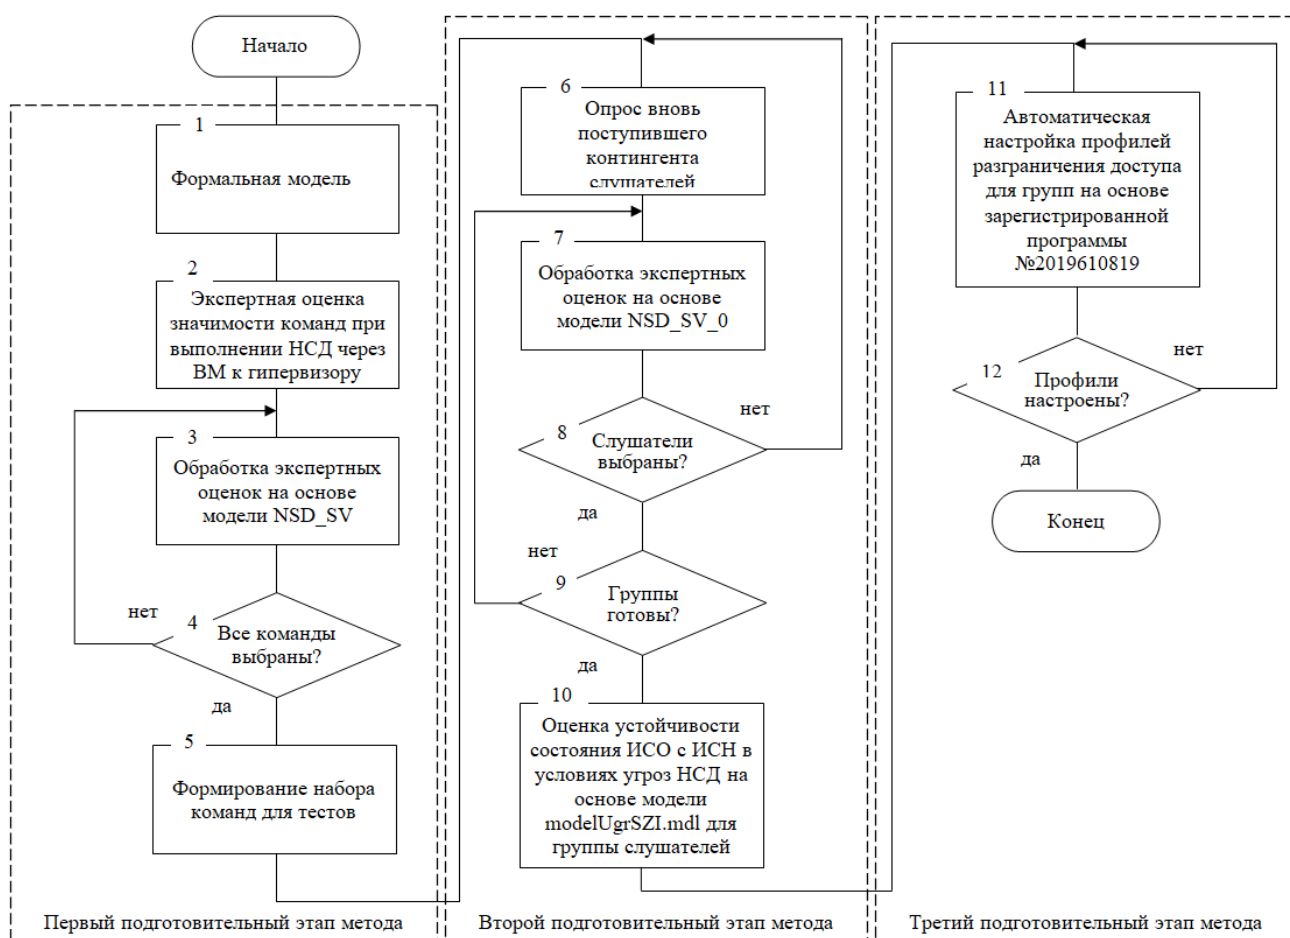 Начало
1
Формальная модель
2
Экспертная оценка
значимости команд при
выполнении НСД через
ВМ к гипервизору
3
Обработка экспертных
оценок на основе
модели NSD_SV
нет
4
Все команды
выбраны?
да
5
Формирование набора
команд для тестов
Первый подготовительный этап метода
6
Опрос вновь
поступившего
контингента
слушателей
7
Обработка экспертных
оценок на основе
модели NSD_SV_0
нет
8
Слушатели
выбраны?
да
нет
9
Группы
готовы?
да
10
Оценка устойчивости
состояния ИСО с ИСН в
условиях угроз НСД на
основе модели
modelUgrSZI.mdl для
группы слушателей
Второй подготовительный этап метода
11
Автоматическая
настройка профилей
разграничения доступа
для групп на основе
зарегистрированной
программы
№2019610819
нет
12
Профили
настроены?
да
Конец
Третий подготовительный этап метода